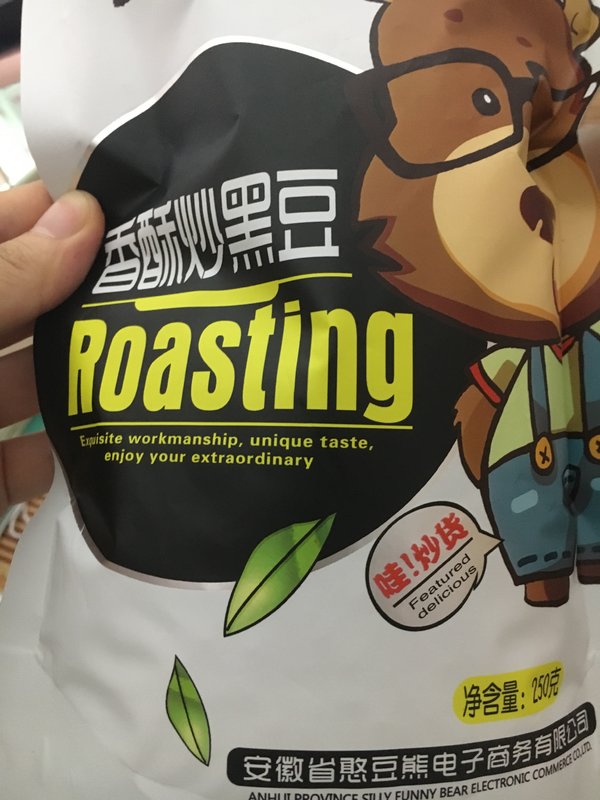 香酥炒黑豆
Roasting
Exquisite workmanship, unique taste,
enjoy your extraordinary
哇!炒货
Featured
delicious
净含量: 250克
安徽省憨豆熊电子商务有限公司
ANHUI PROVINCE SILLY FUNNY BEAR ELECTRONIC COMMERCE CO.,LTD.